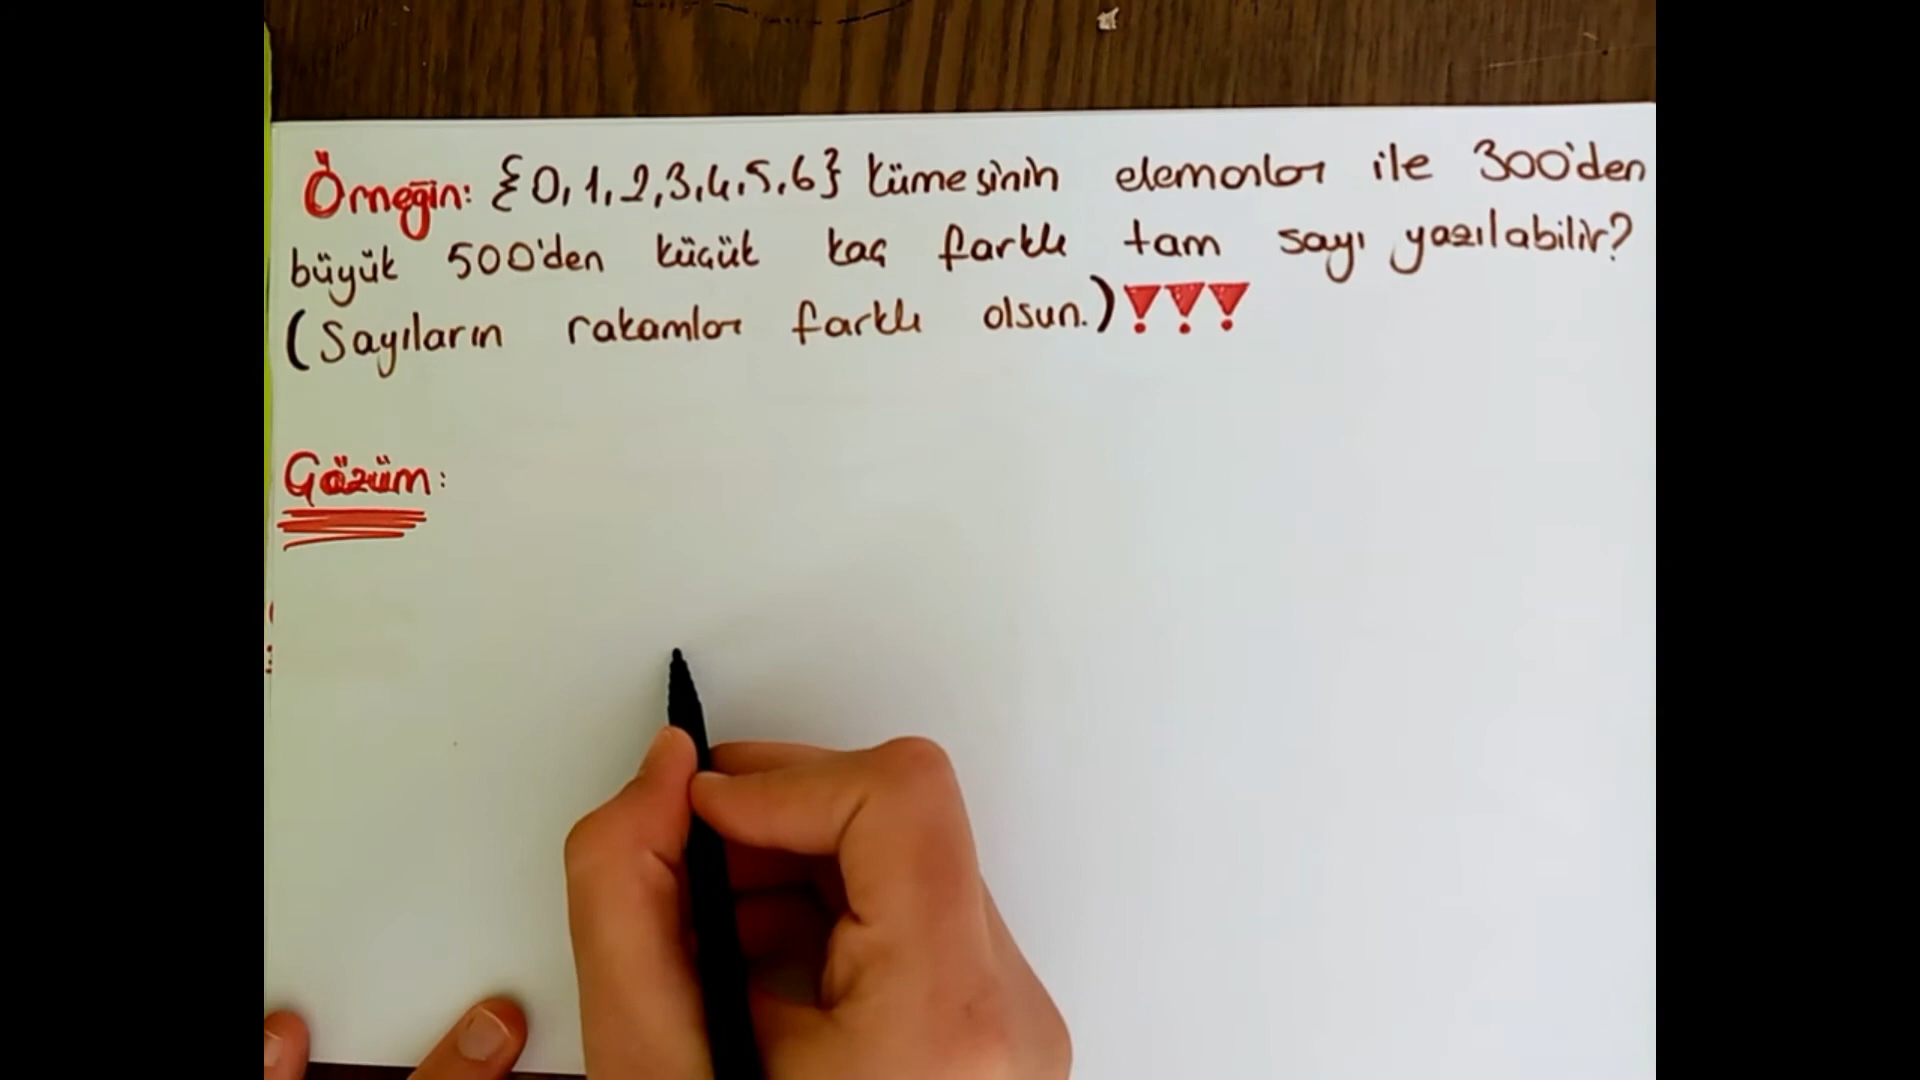 Örneğin: {0,1,2,3,4,5,6} kümesinin elemanları ile 300'den
büyük 500'den küçük kaç farklı tam sayı yazılabilir?
(Sayıların rakamları farklı olsun.)
Çözüm: